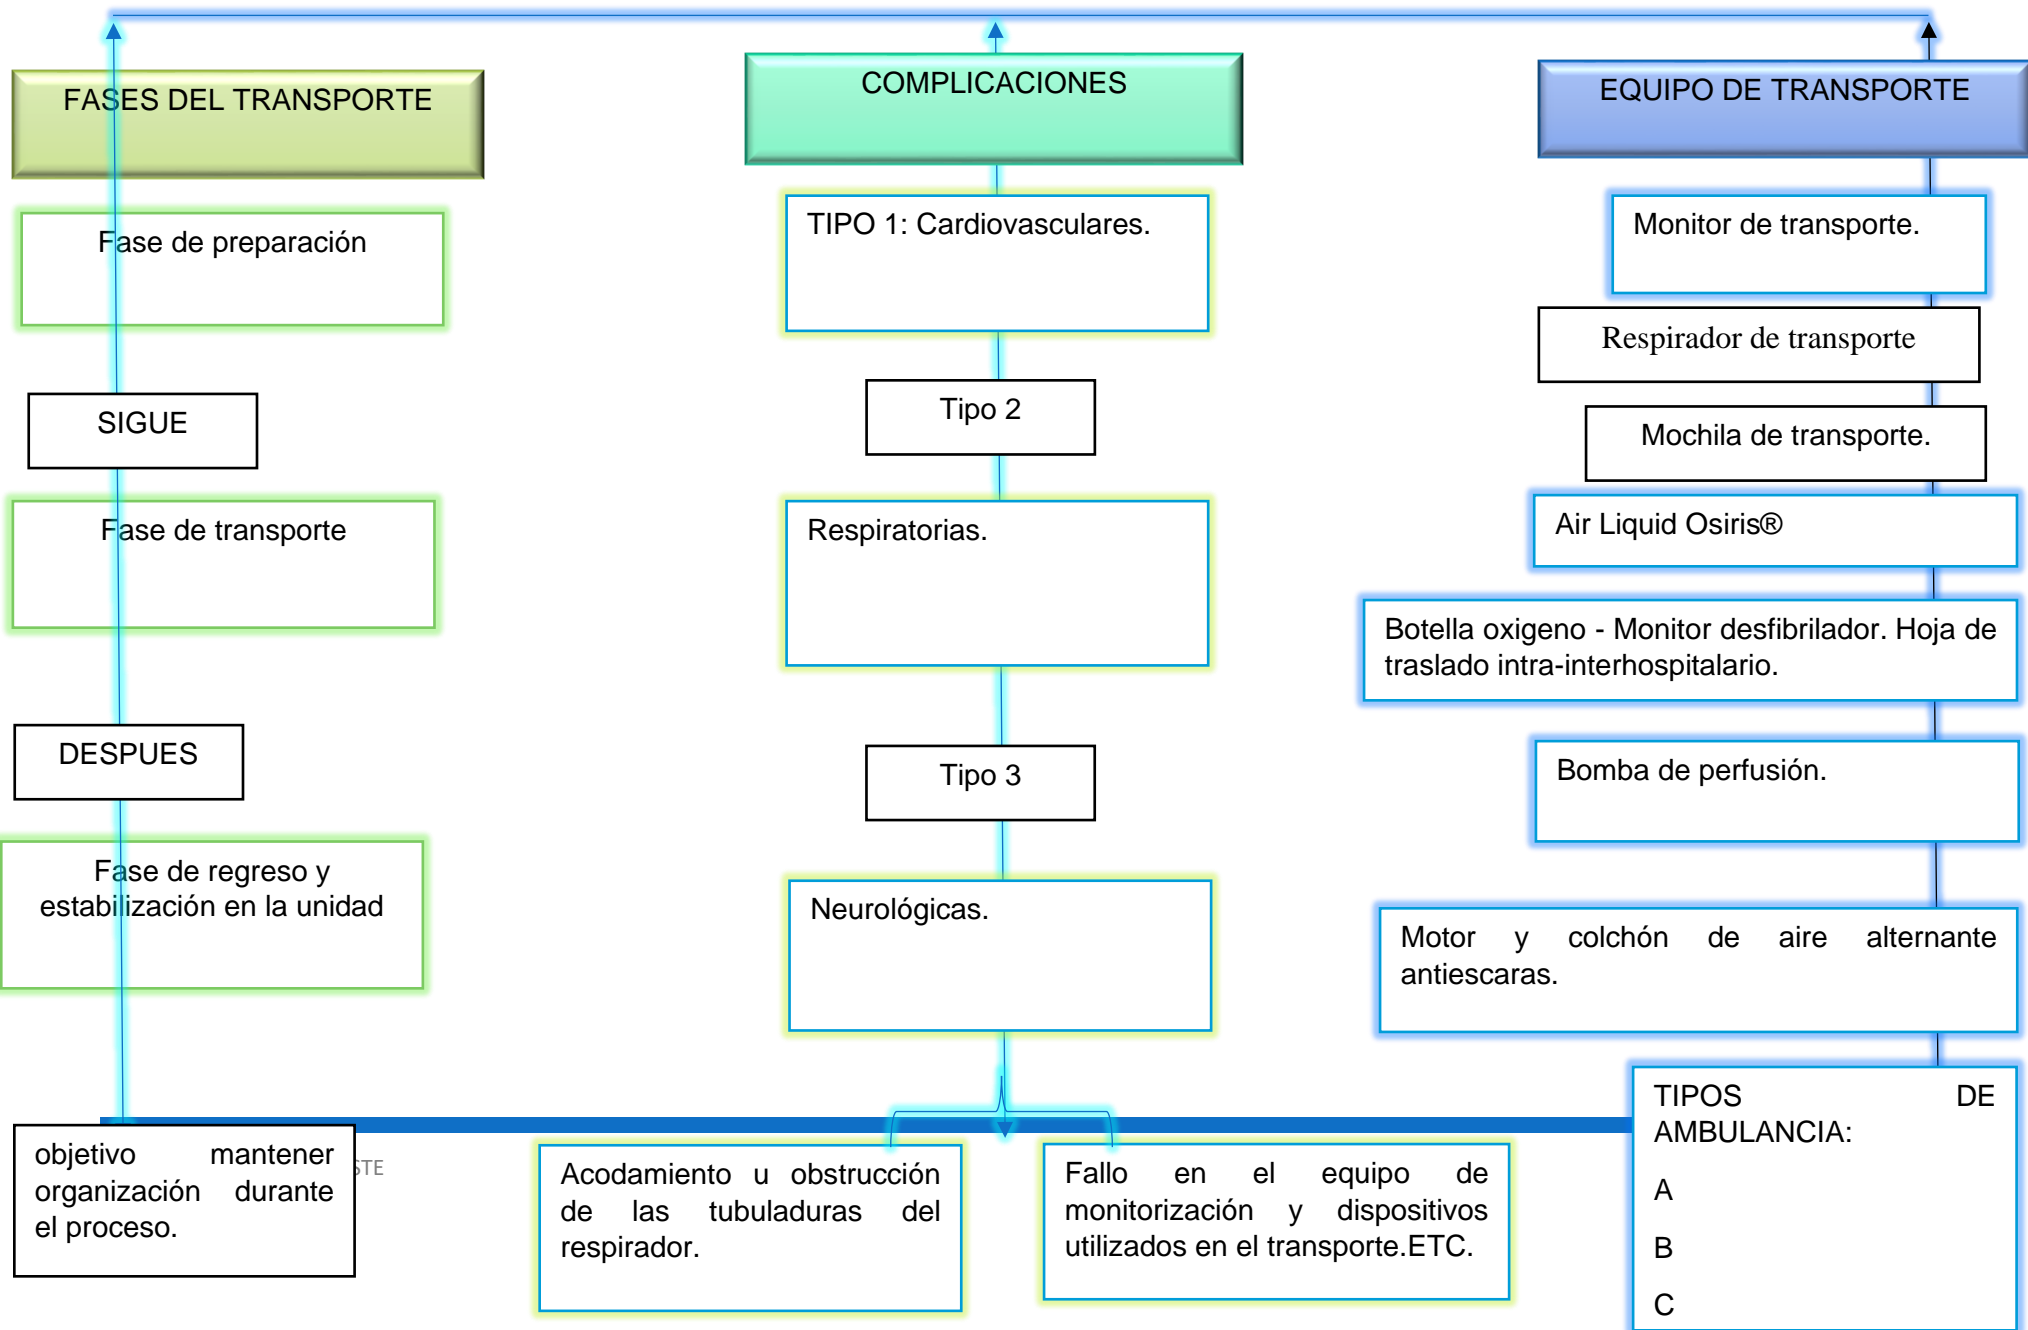 FASES DEL TRANSPORTE
Fase de preparación
SIGUE
Fase de transporte
DESPUES
Fase de regreso y
estabilización en la unidad
objetivo mantener
organización durante
el proceso.
STE
COMPLICACIONES
TIPO 1: Cardiovasculares.
Tipo 2
Respiratorias.
Tipo 3
Neurológicas.
Acodamiento u obstrucción
de las tubuladuras del
respirador.
Fallo en el equipo de
monitorización y dispositivos
utilizados en el transporte.ETC.
EQUIPO DE TRANSPORTE
Monitor de transporte.
Respirador de transporte
Mochila de transporte.
Air Liquid Osiris®
Botella oxigeno - Monitor desfibrilador. Hoja de
traslado intra-interhospitalario.
Bomba de perfusión.
Motor y colchón de aire alternante
antiescaras.
TIPOS DE
AMBULANCIA:
A
B
C